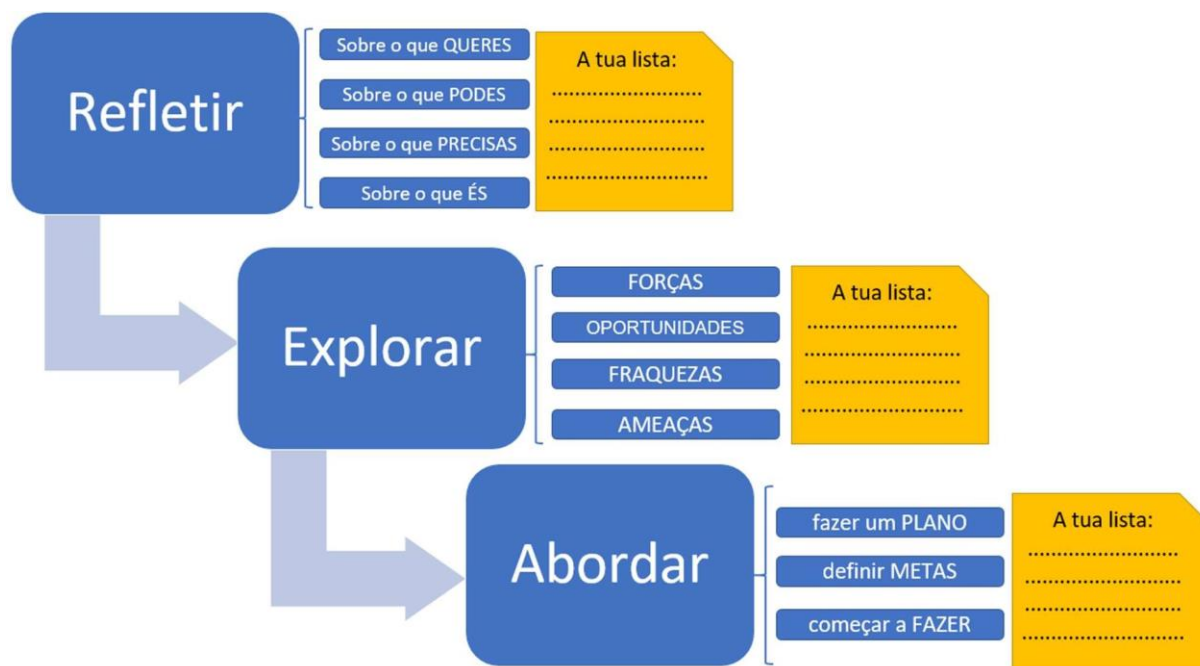 Refletir
Sobre o que QUERES
Sobre o que PODES
Sobre o que PRECISAS
Sobre o que ÉS
A tua lista:
............................
..............................
..............................
..............................
Explorar
FORÇAS
OPORTUNIDADES
FRAQUEZAS
AMEAÇAS
A tua lista:
............................
..............................
..............................
..............................
Abordar
fazer um PLANO
definir METAS
começar a FAZER
A tua lista:
............................
..............................
..............................
..............................